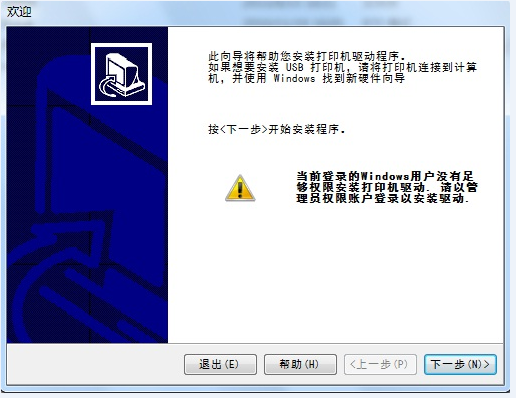 欢迎
此向导将帮助您安装打印机驱动程序。
如果想要安装 USB 打印机，请将打印机连接到计算
机，并使用 Windows 找到新硬件向导
按<下一步>开始安装程序。
当前登录的Windows用户没有足
够权限安装打印机驱动. 请以管
理员权限账户登录以安装驱动.
退出(E)
帮助(H)
<上一步(P)
下一步(N)>